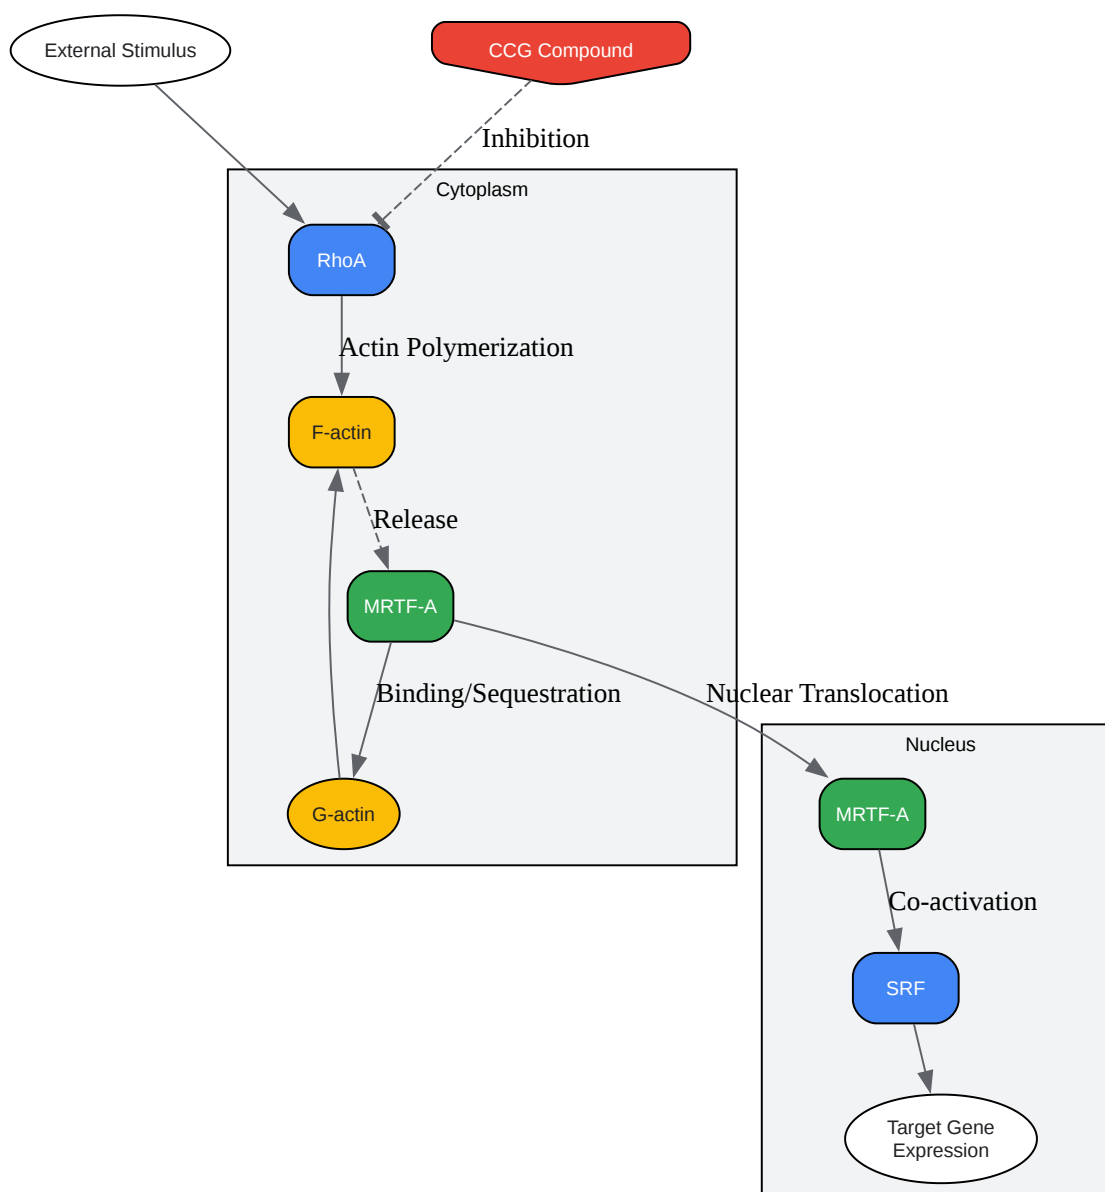 External Stimulus
CCG Compound
Inhibition
Cytoplasm
RhoA
Actin Polymerization
F-actin
Release
MRTF-A
Binding/Sequestration
Nuclear Translocation
Nucleus
G-actin
MRTF-A
Co-activation
SRF
Target Gene
Expression